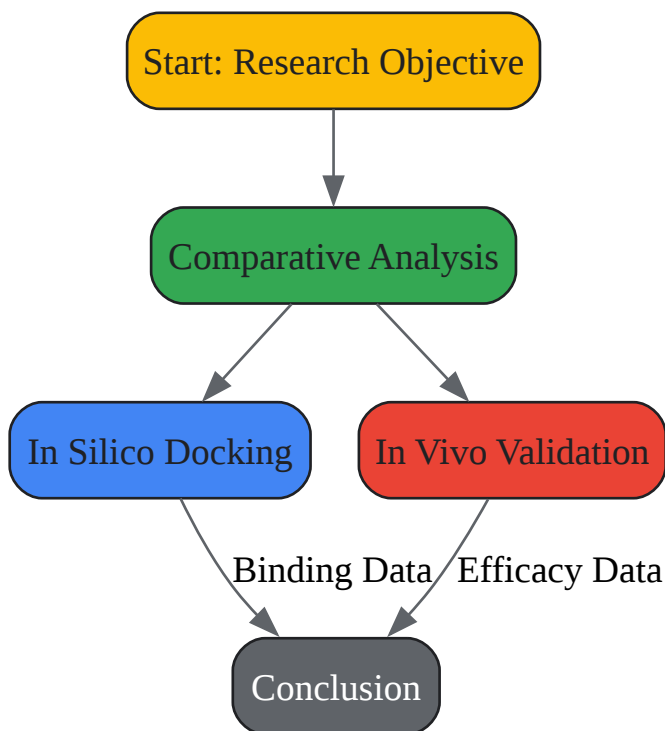 Start: Research Objective
Comparative Analysis
In Silico Docking
In Vivo Validation
Binding Data
Efficacy Data
Conclusion